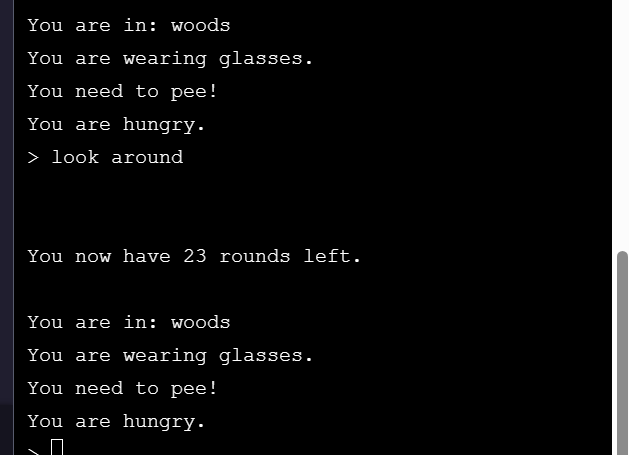 You are in: woods
You are wearing glasses.
You need to pee!
You are hungry.
> look around
You now have 23 rounds left.
You are in: woods
You are wearing glasses.
You need to pee!
You are hungry.
>